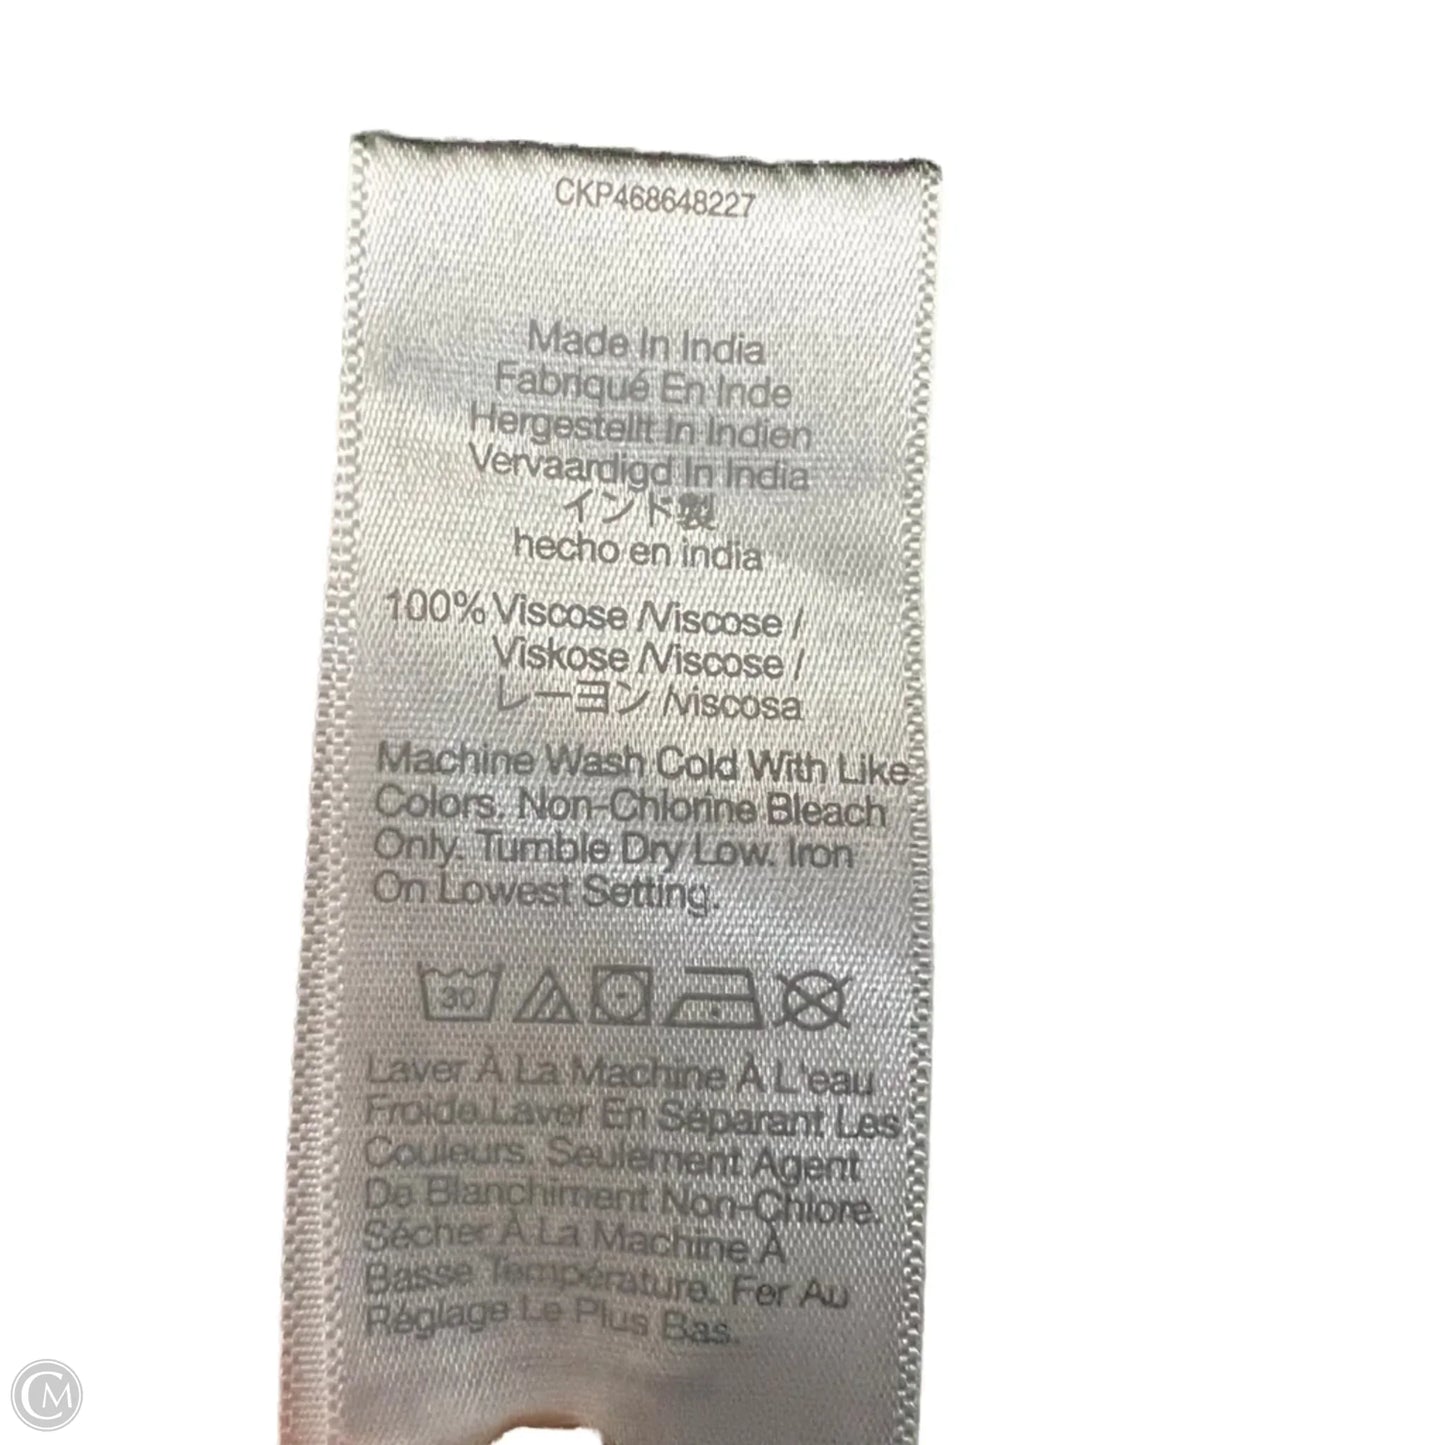 CKP468648227
Made In India
Fabriqué En Inde
Hergestellt In Indien
Vervaardigd In India
インド製
hecho en india
100% Viscose /Viscose /
Viskose /Viscose /
レーヨン /viscosa
Machine Wash Cold With Like
Colors. Non-Chlorine Bleach
Only. Tumble Dry Low. Iron
On Lowest Setting.
30
Laver À La Machine À L'eau
Froide.Laver En Séparant Les
Couleurs. Seulement Agent
De Blanchiment Non-Chlore.
Sécher À La Machine À
Basse Température. Fer Au
Réglage Le Plus Bas.
CM